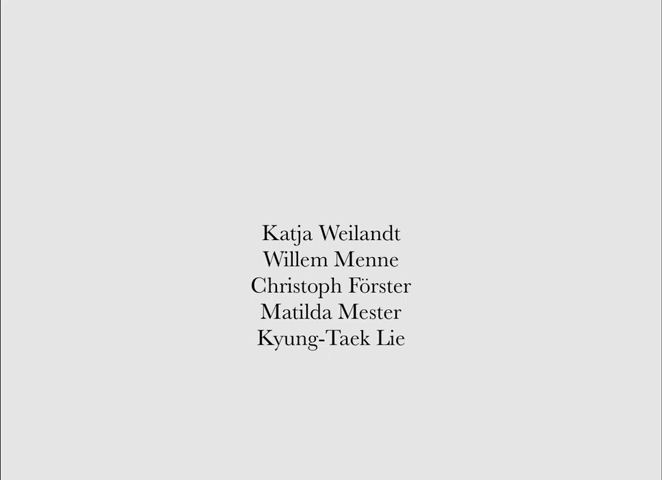 Katja Weilandt
Willem Menne
Christoph Förster
Matilda Mester
Kyung-Taek Lie